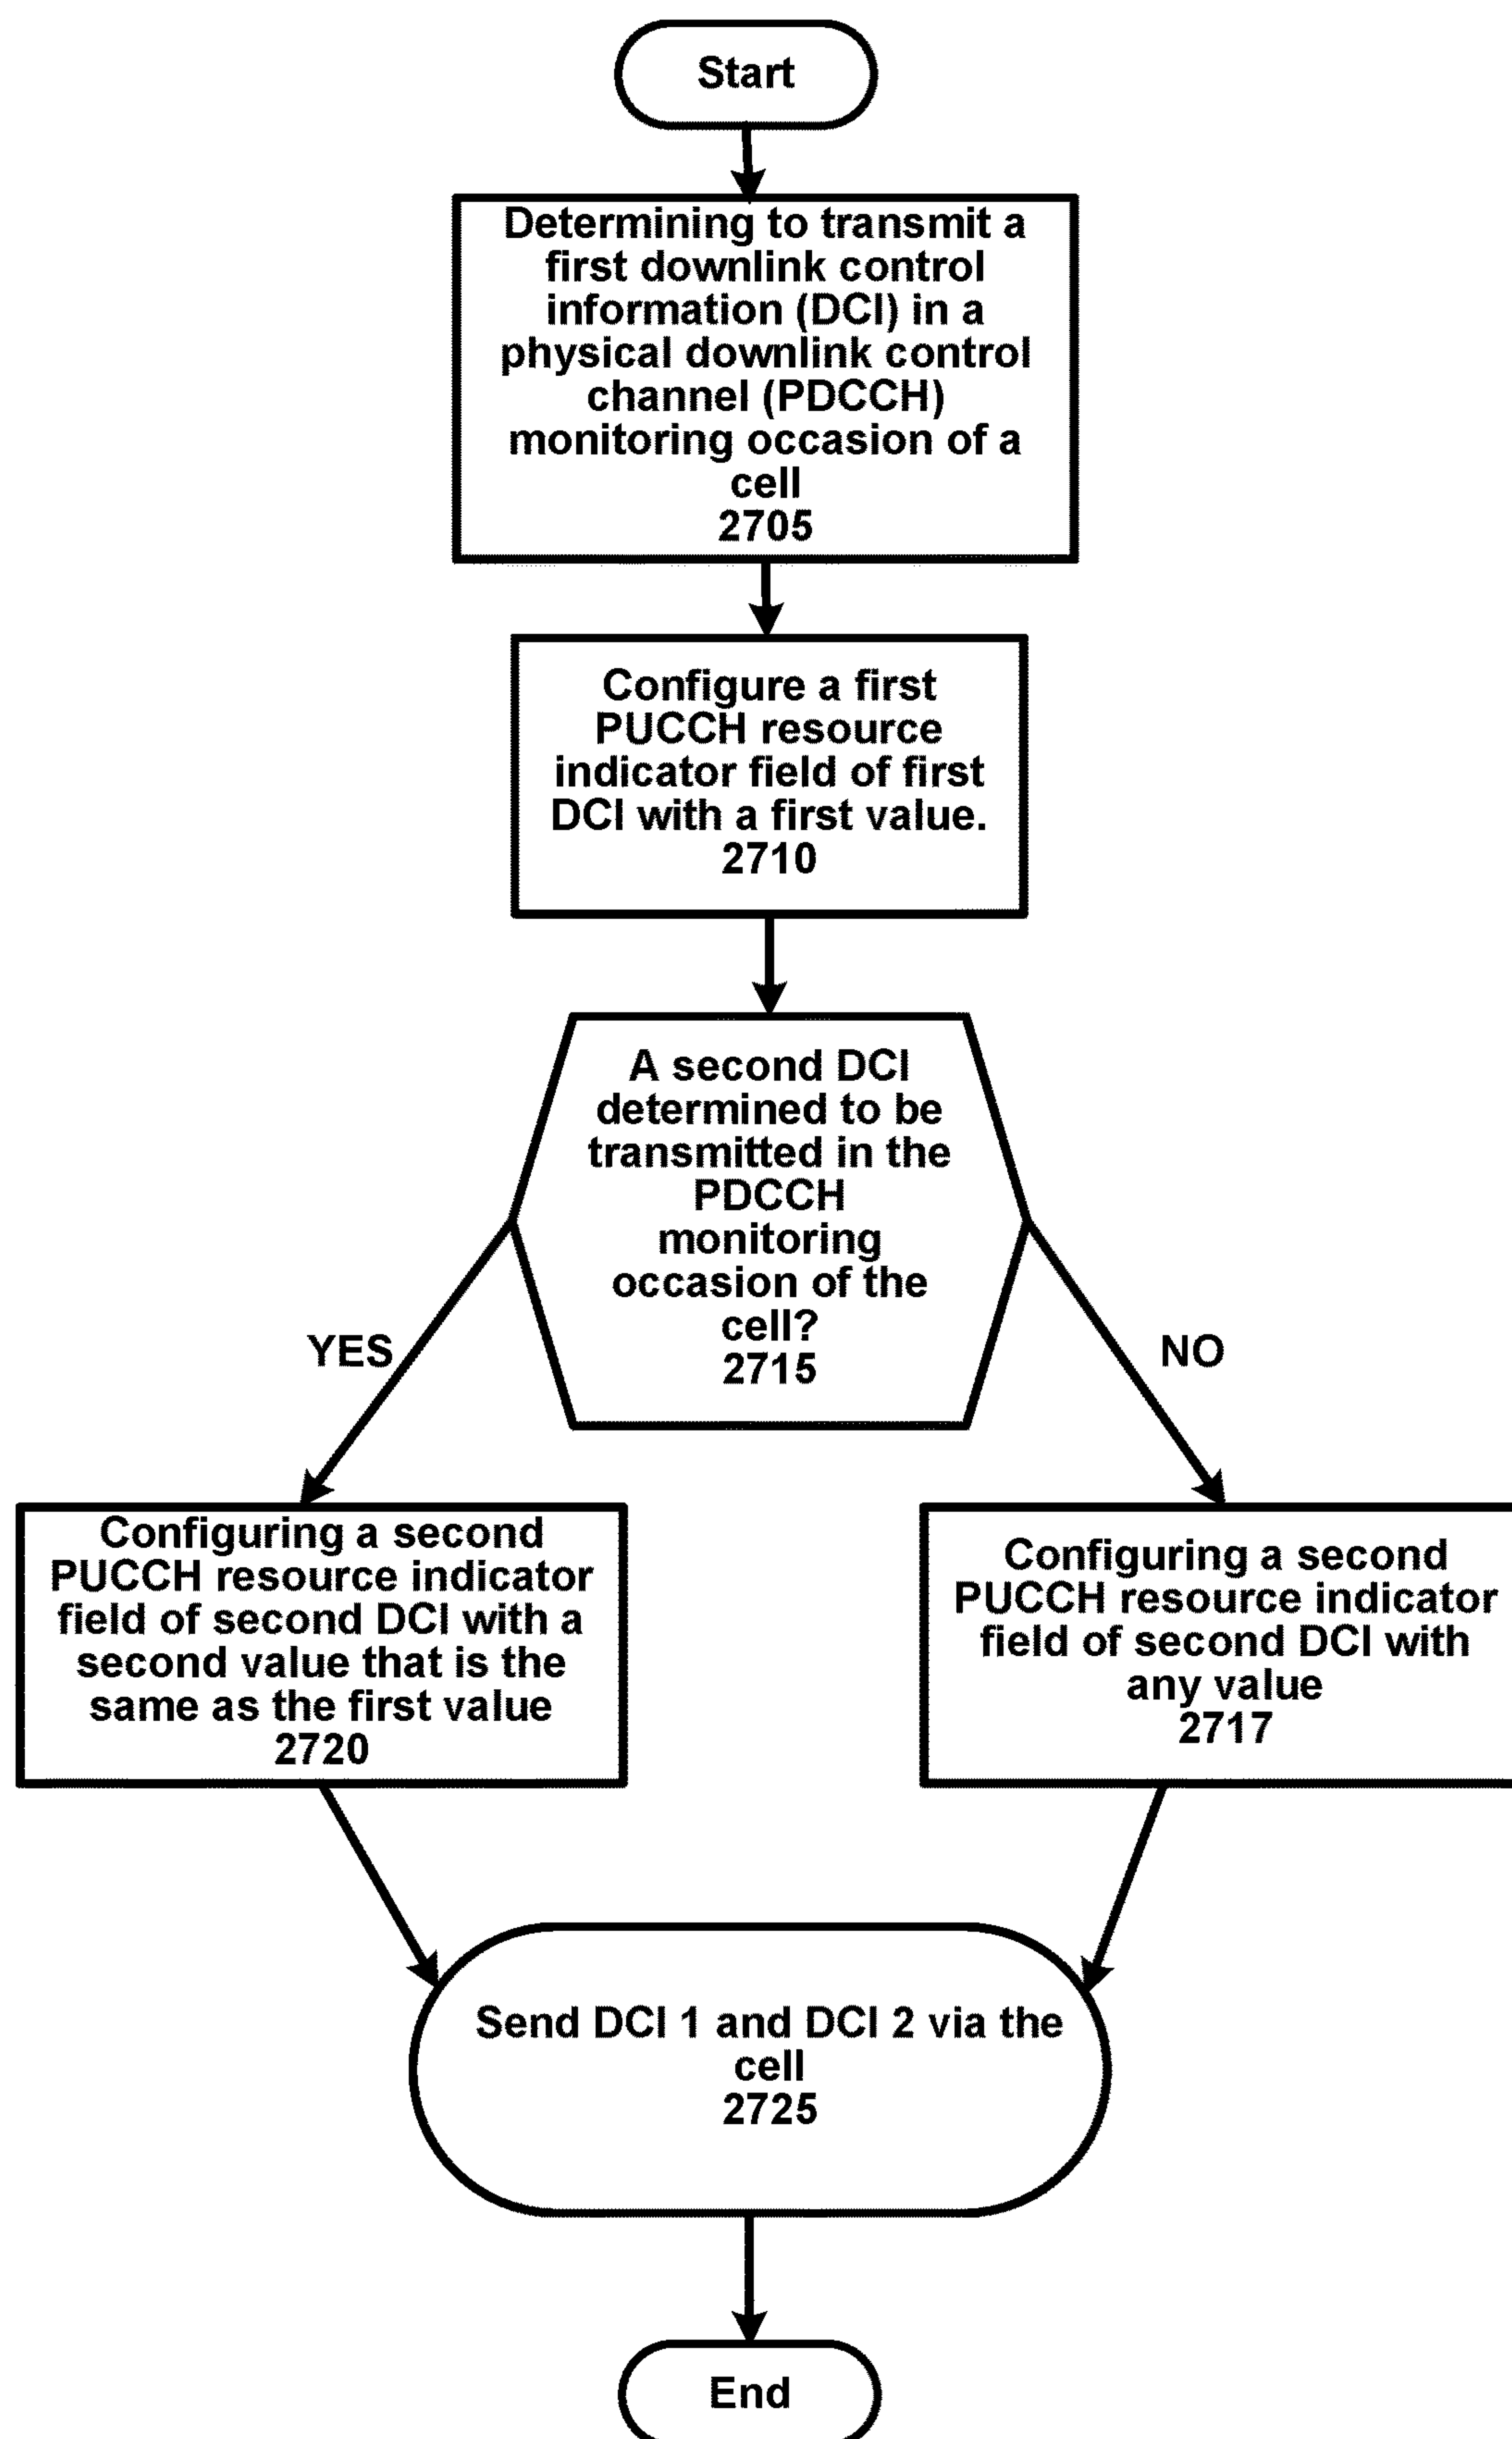 Start
Determining to transmit a
first downlink control
information (DCI) in a
physical downlink control
channel (PDCCH)
monitoring occasion of a
cell
2705
Configure a first
PUCCH resource
indicator field of first
DCI with a first value.
2710
A second DCI
determined to be
transmitted in the
PDCCH
monitoring
occasion of the
cell?
2715
YES
NO
Configuring a second
PUCCH resource indicator
field of second DCI with a
second value that is the
same as the first value
2720
Configuring a second
PUCCH resource indicator
field of second DCI with
any value
2717
Send DCI 1 and DCI 2 via the
cell
2725
End